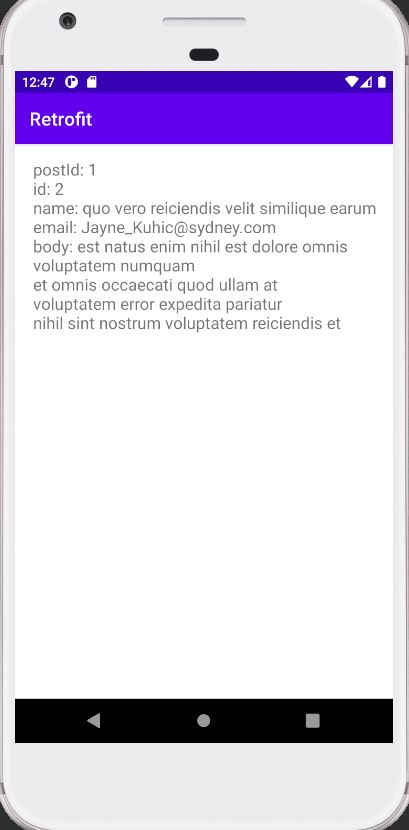 12:47
Retrofit
postId: 1
id: 2
name: quo vero reiciendis velit similique earum
email: Jayne_Kuhic@sydney.com
body: est natus enim nihil est dolore omnis
voluptatem numquam
et omnis occaecati quod ullam at
voluptatem error expedita pariatur
nihil sint nostrum voluptatem reiciendis et